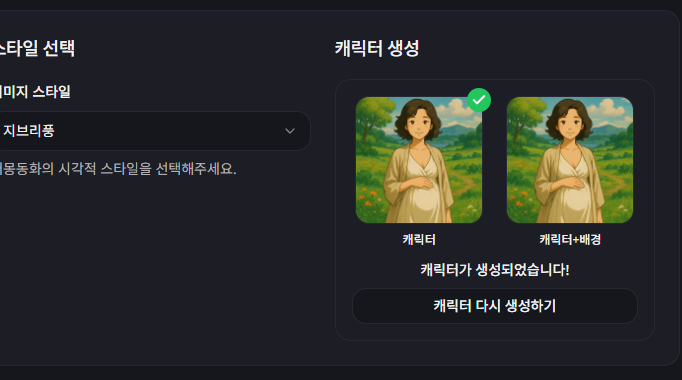 스타일 선택
이미지 스타일
지브리풍
태몽동화의 시각적 스타일을 선택해주세요.
캐릭터 생성
캐릭터
캐릭터+배경
캐릭터가 생성되었습니다!
캐릭터 다시 생성하기